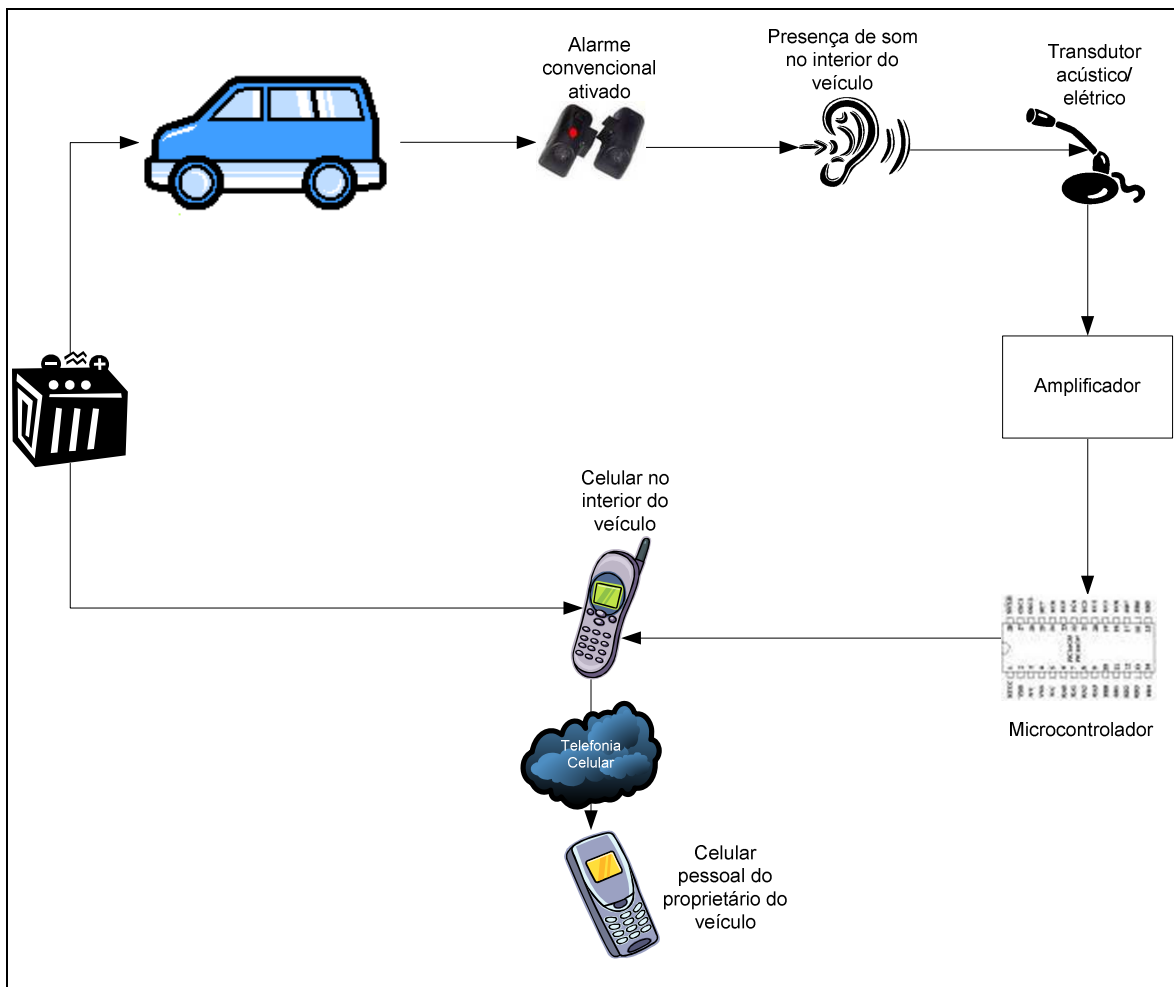 Alarme
convencional
ativado
Presença de som
no interior do
veículo
Transdutor
acústico/
elétrico
Amplificador
Celular no
interior do
veículo
Microcontrolador
Telefonia
Celular
Celular
pessoal do
proprietário do
veículo